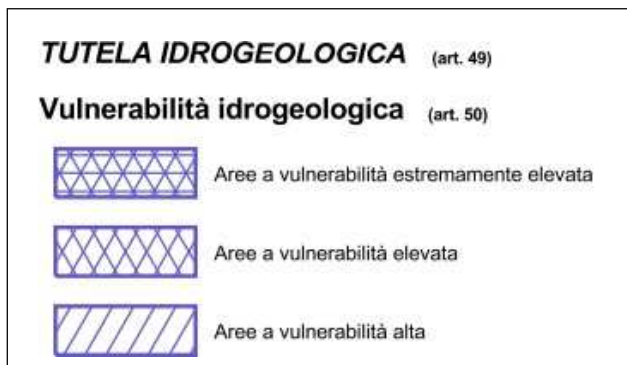 TUTELA IDROGEOLOGICA (art. 49)
Vulnerabilità idrogeologica (art. 50)
Aree a vulnerabilità estremamente elevata
Aree a vulnerabilità elevata
Aree a vulnerabilità alta